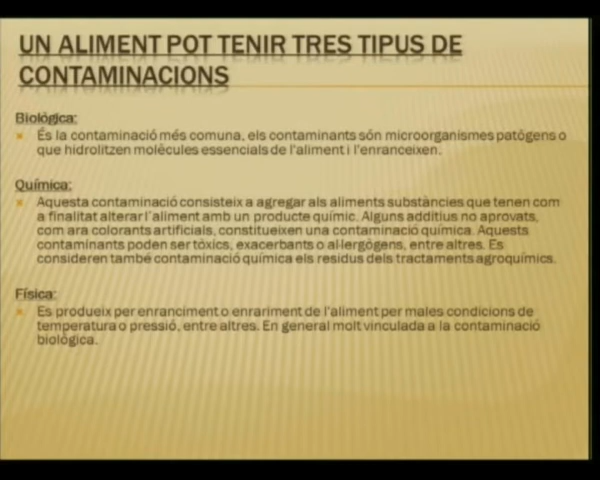 UN ALIMENT POT TENIR TRES TIPUS DE
CONTAMINACIONS
Biològica:
És la contaminació més comuna, els contaminants són microorganismes patògens o
que hidrolitzen molècules essencials de l'aliment i l'enranceixen.
Química:
Aquesta contaminació consisteix a agregar als aliments substàncies que tenen com
a finalitat alterar l'aliment amb un producte químic. Alguns additius no aprovats,
com ara colorants artificials, constitueixen una contaminació química. Aquests
contaminants poden ser tòxics, exacerbants o al·lergògens, entre altres. Es
consideren també contaminació química els residus dels tractaments agroquímics.
Física:
Es produeix per enranciment o enrariment de l'aliment per males condicions de
temperatura o pressió, entre altres. En general molt vinculada a la contaminació
biològica.